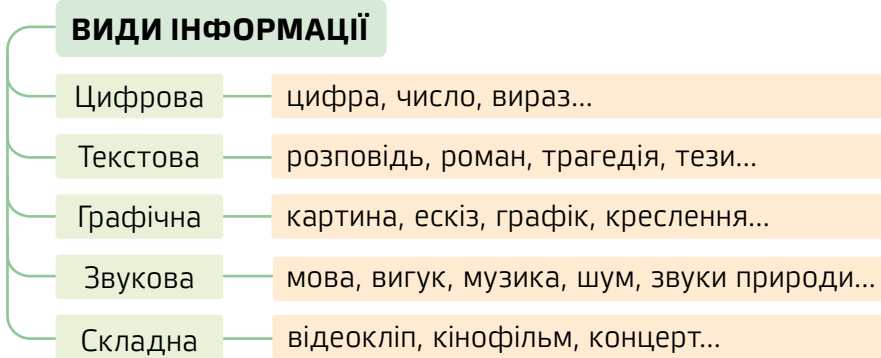 ВИДИ ІНФОРМАЦІЇ
Цифрова цифра, число, вираз...
Текстова розповідь, роман, трагедія, тези...
Графічна картина, ескіз, графік, креслення...
Звукова мова, вигук, музика, шум, звуки природи...
Складна відеокліп, кінофільм, концерт...